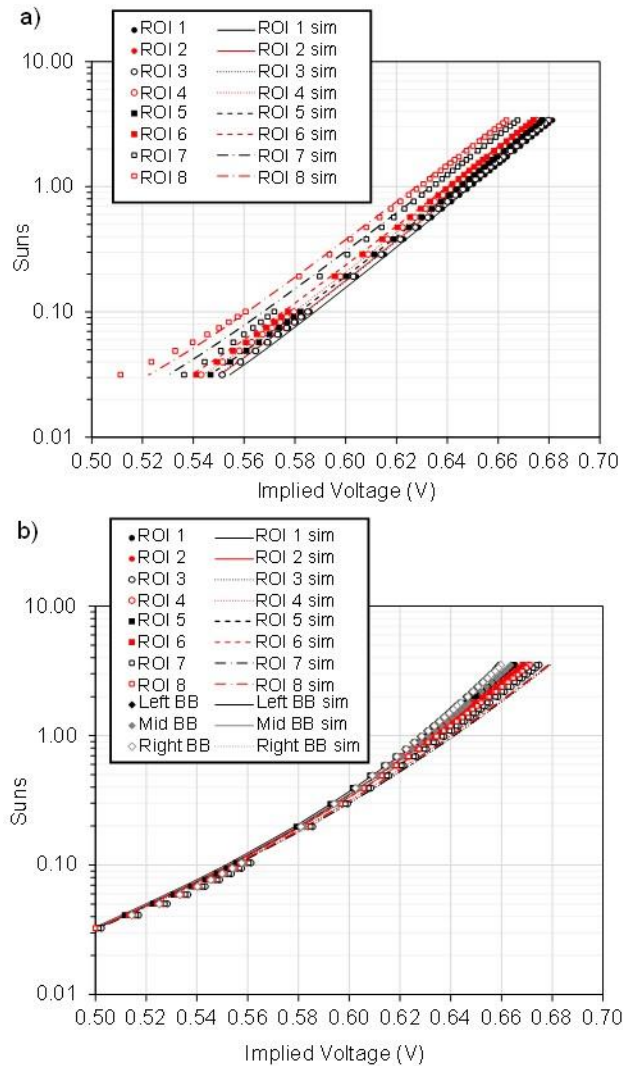 a)
ROI 1 ROI 1 sim
ROI 2 ROI 2 sim
ROI 3 ROI 3 sim
ROI 4 ROI 4 sim
ROI 5 ROI 5 sim
ROI 6 ROI 6 sim
ROI 7 ROI 7 sim
ROI 8 ROI 8 sim
10.00
1.00
0.10
0.01
Suns
0.50 0.52 0.54 0.56 0.58 0.60 0.62 0.64 0.66 0.68 0.70
Implied Voltage (V)
b)
ROI 1 ROI 1 sim
ROI 2 ROI 2 sim
ROI 3 ROI 3 sim
ROI 4 ROI 4 sim
ROI 5 ROI 5 sim
ROI 6 ROI 6 sim
ROI 7 ROI 7 sim
ROI 8 ROI 8 sim
Left BB Left BB sim
Mid BB Mid BB sim
Right BB Right BB sim
10.00
1.00
0.10
0.01
Suns
0.50 0.52 0.54 0.56 0.58 0.60 0.62 0.64 0.66 0.68 0.70
Implied Voltage (V)